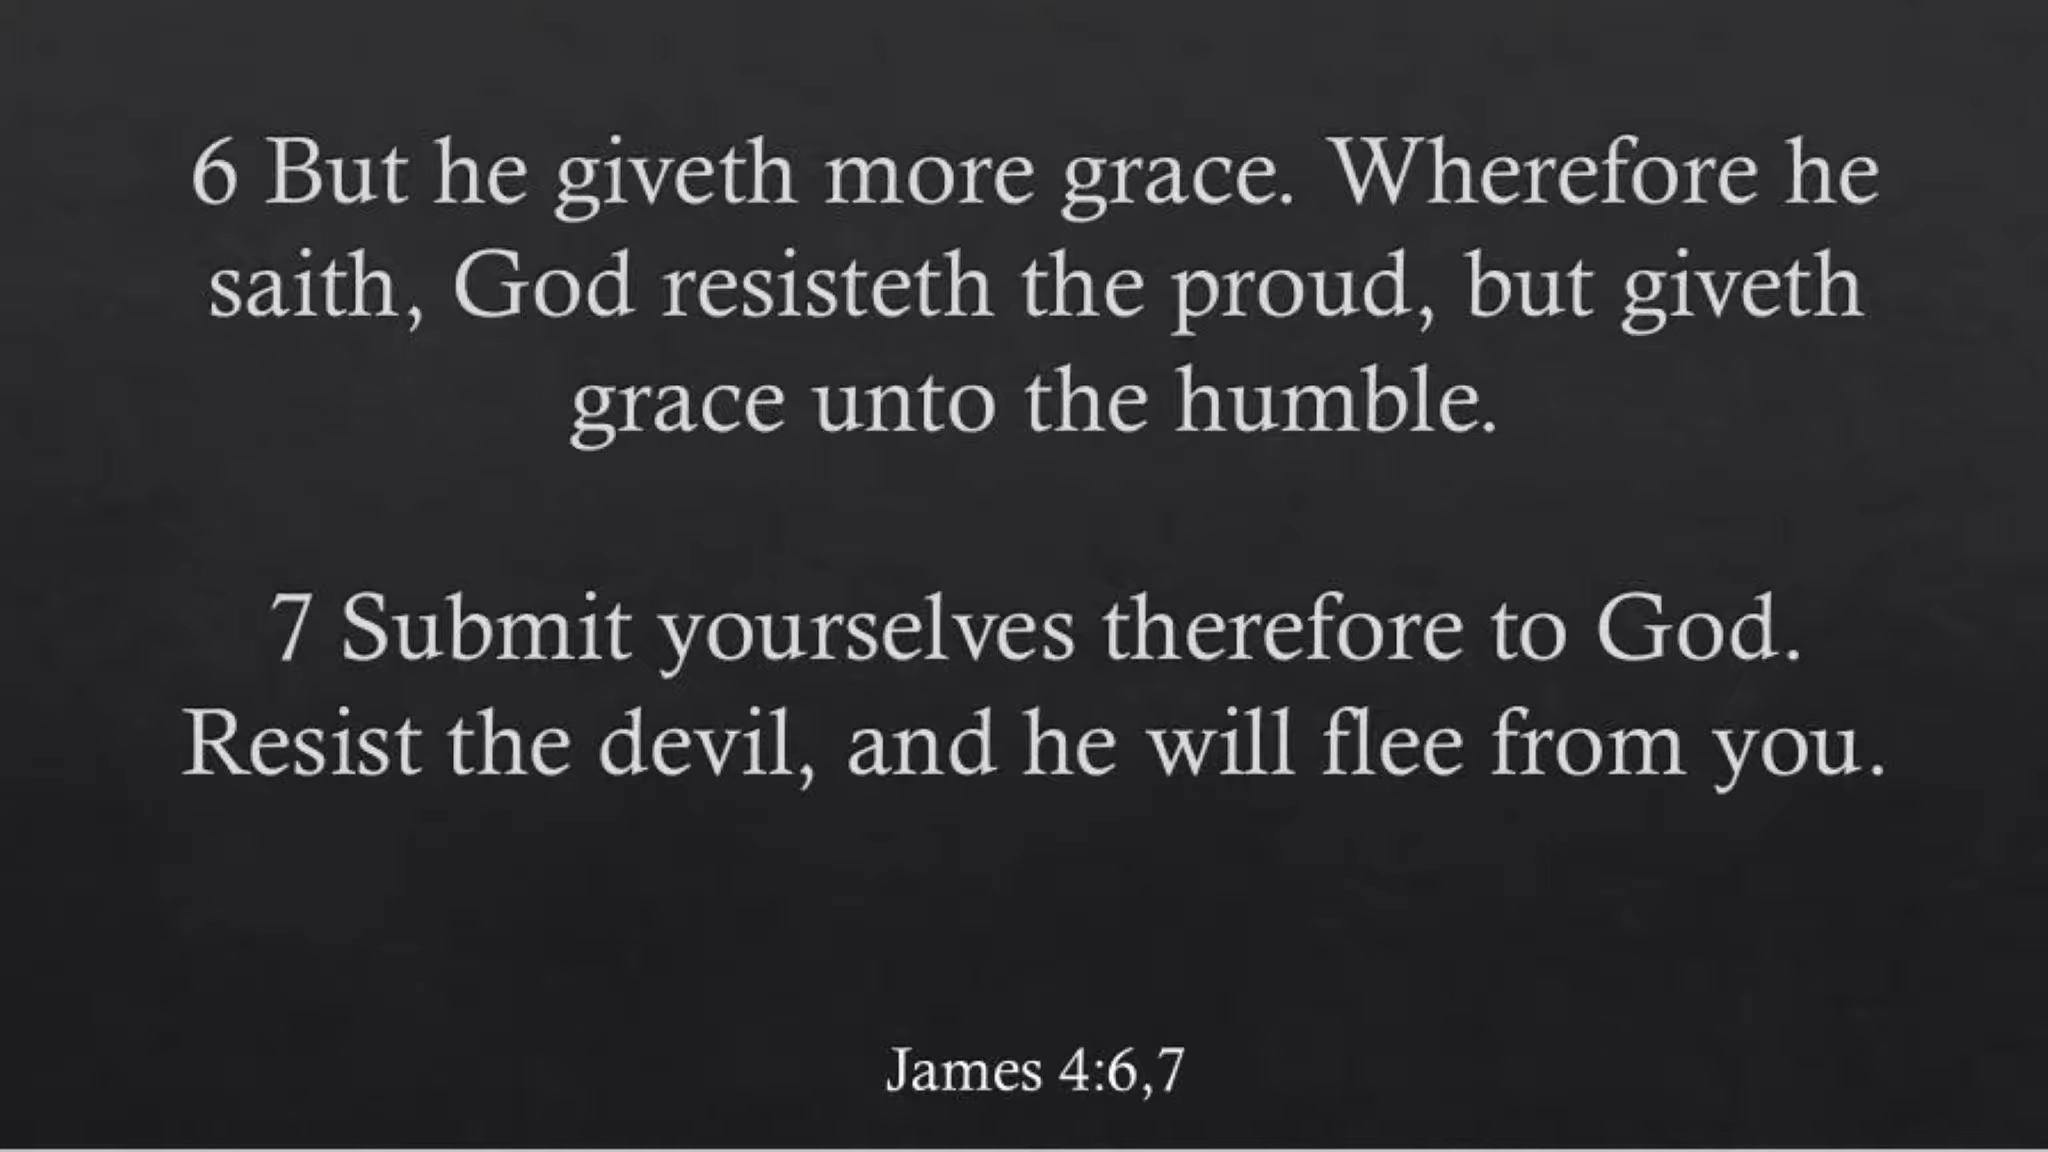 6 But he giveth more grace. Wherefore he
saith, God resisteth the proud, but giveth
grace unto the humble.
7 Submit yourselves therefore to God.
Resist the devil, and he will flee from you.
James 4:6,7